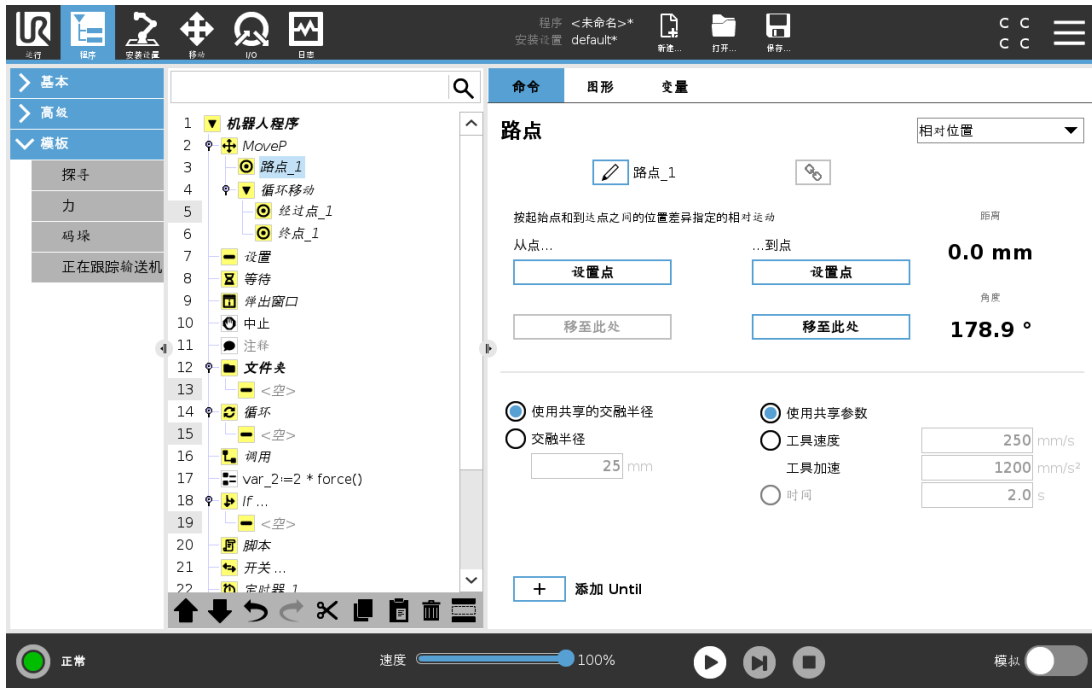 UR
运行
程序
安装设置
移动
I/O
日志
程序 <未命名>*
安装设置 default*
新建...
打开...
保存...
C C
C C
基本
高级
模板
探寻
力
码垛
正在跟踪输送机
1 机器人程序
2 MoveP
3 路点_1
4 循环移动
5 经过点_1
6 终点_1
7 设置
8 等待
9 弹出窗口
10 中止
11 注释
12 文件夹
13 <空>
14 循环
15 <空>
16 调用
17 var_2:=2 * force()
18 If ...
19 <空>
20 脚本
21 开关 ...
22 定时器_1
命令 图形 变量
路点
相对位置
路点_1
按起始点和到达点之间的位置差异指定的相对运动
从点...
...到点
设置点
设置点
移至此处
移至此处
距离
0.0 mm
角度
178.9 °
使用共享的交融半径
交融半径
25 mm
使用共享参数
工具速度 250 mm/s
工具加速 1200 mm/s²
时间 2.0 s
+ 添加 Until
正常
速度 100%
模拟